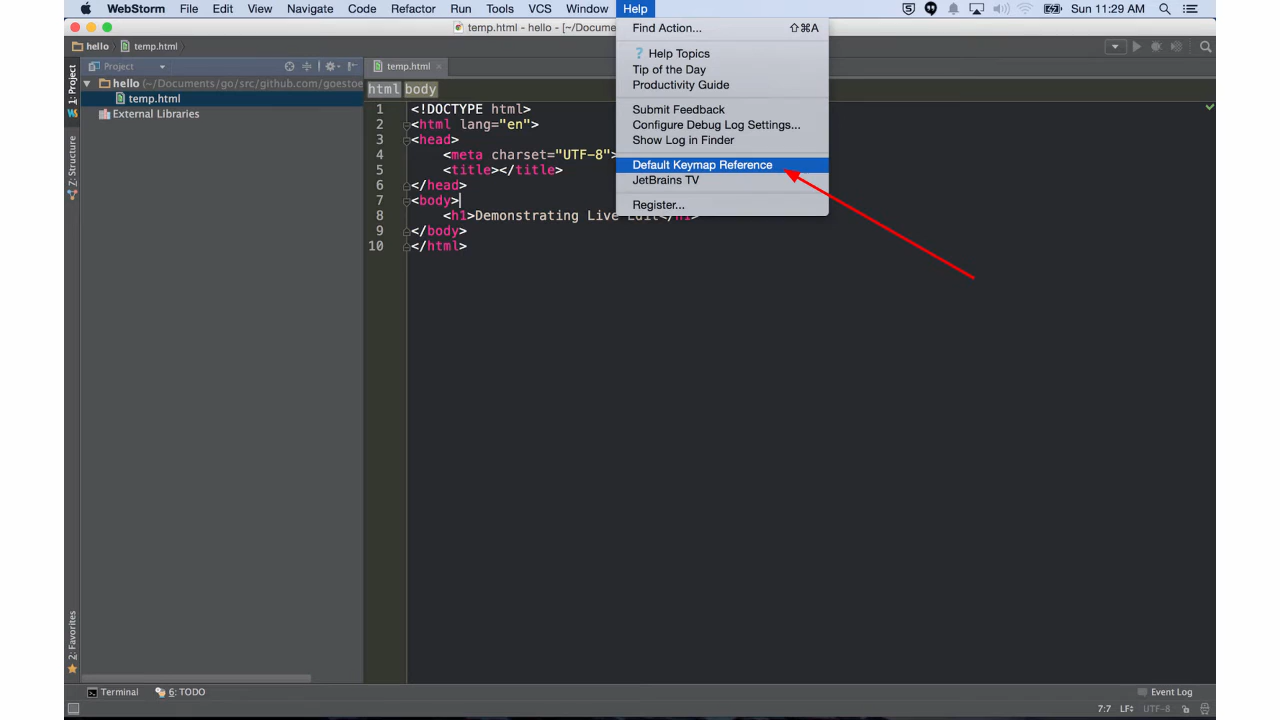 WebStorm File Edit View Navigate Code Refactor Run Tools VCS Window Help Sun 11:29 AM
temp.html - hello - [~/Docume
hello temp.html
Find Action... ⇧⌘A
Help Topics
Tip of the Day
Productivity Guide
Submit Feedback
Configure Debug Log Settings...
Show Log in Finder
Default Keymap Reference
JetBrains TV
Register...
1: Project
Z: Structure
2: Favorites
Project
hello (~/Documents/go/src/github.com/goestoe
temp.html
External Libraries
temp.html
html body
1 <!DOCTYPE html>
2 <html lang="en">
3 <head>
4 <meta charset="UTF-8">
5 <title></title>
6 </head>
7 <body>
8 <h1>Demonstrating Live Edit</h1>
9 </body>
10 </html>
Terminal 6: TODO Event Log
7:7 LF÷ UTF-8